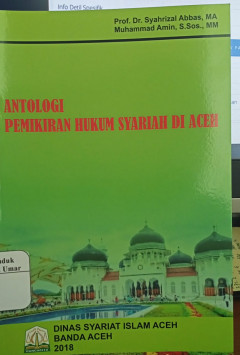 Info Detil Spesifik
Prof. Dr. Syahrizal Abbas, MA
Muhammad Amin, S.Sos., MM
ANTOLOGI
PEMIKIRAN HUKUM SYARIAH DI ACEH
duk
Umar
DINAS SYARIAT ISLAM ACEH
BANDA ACEH
2018